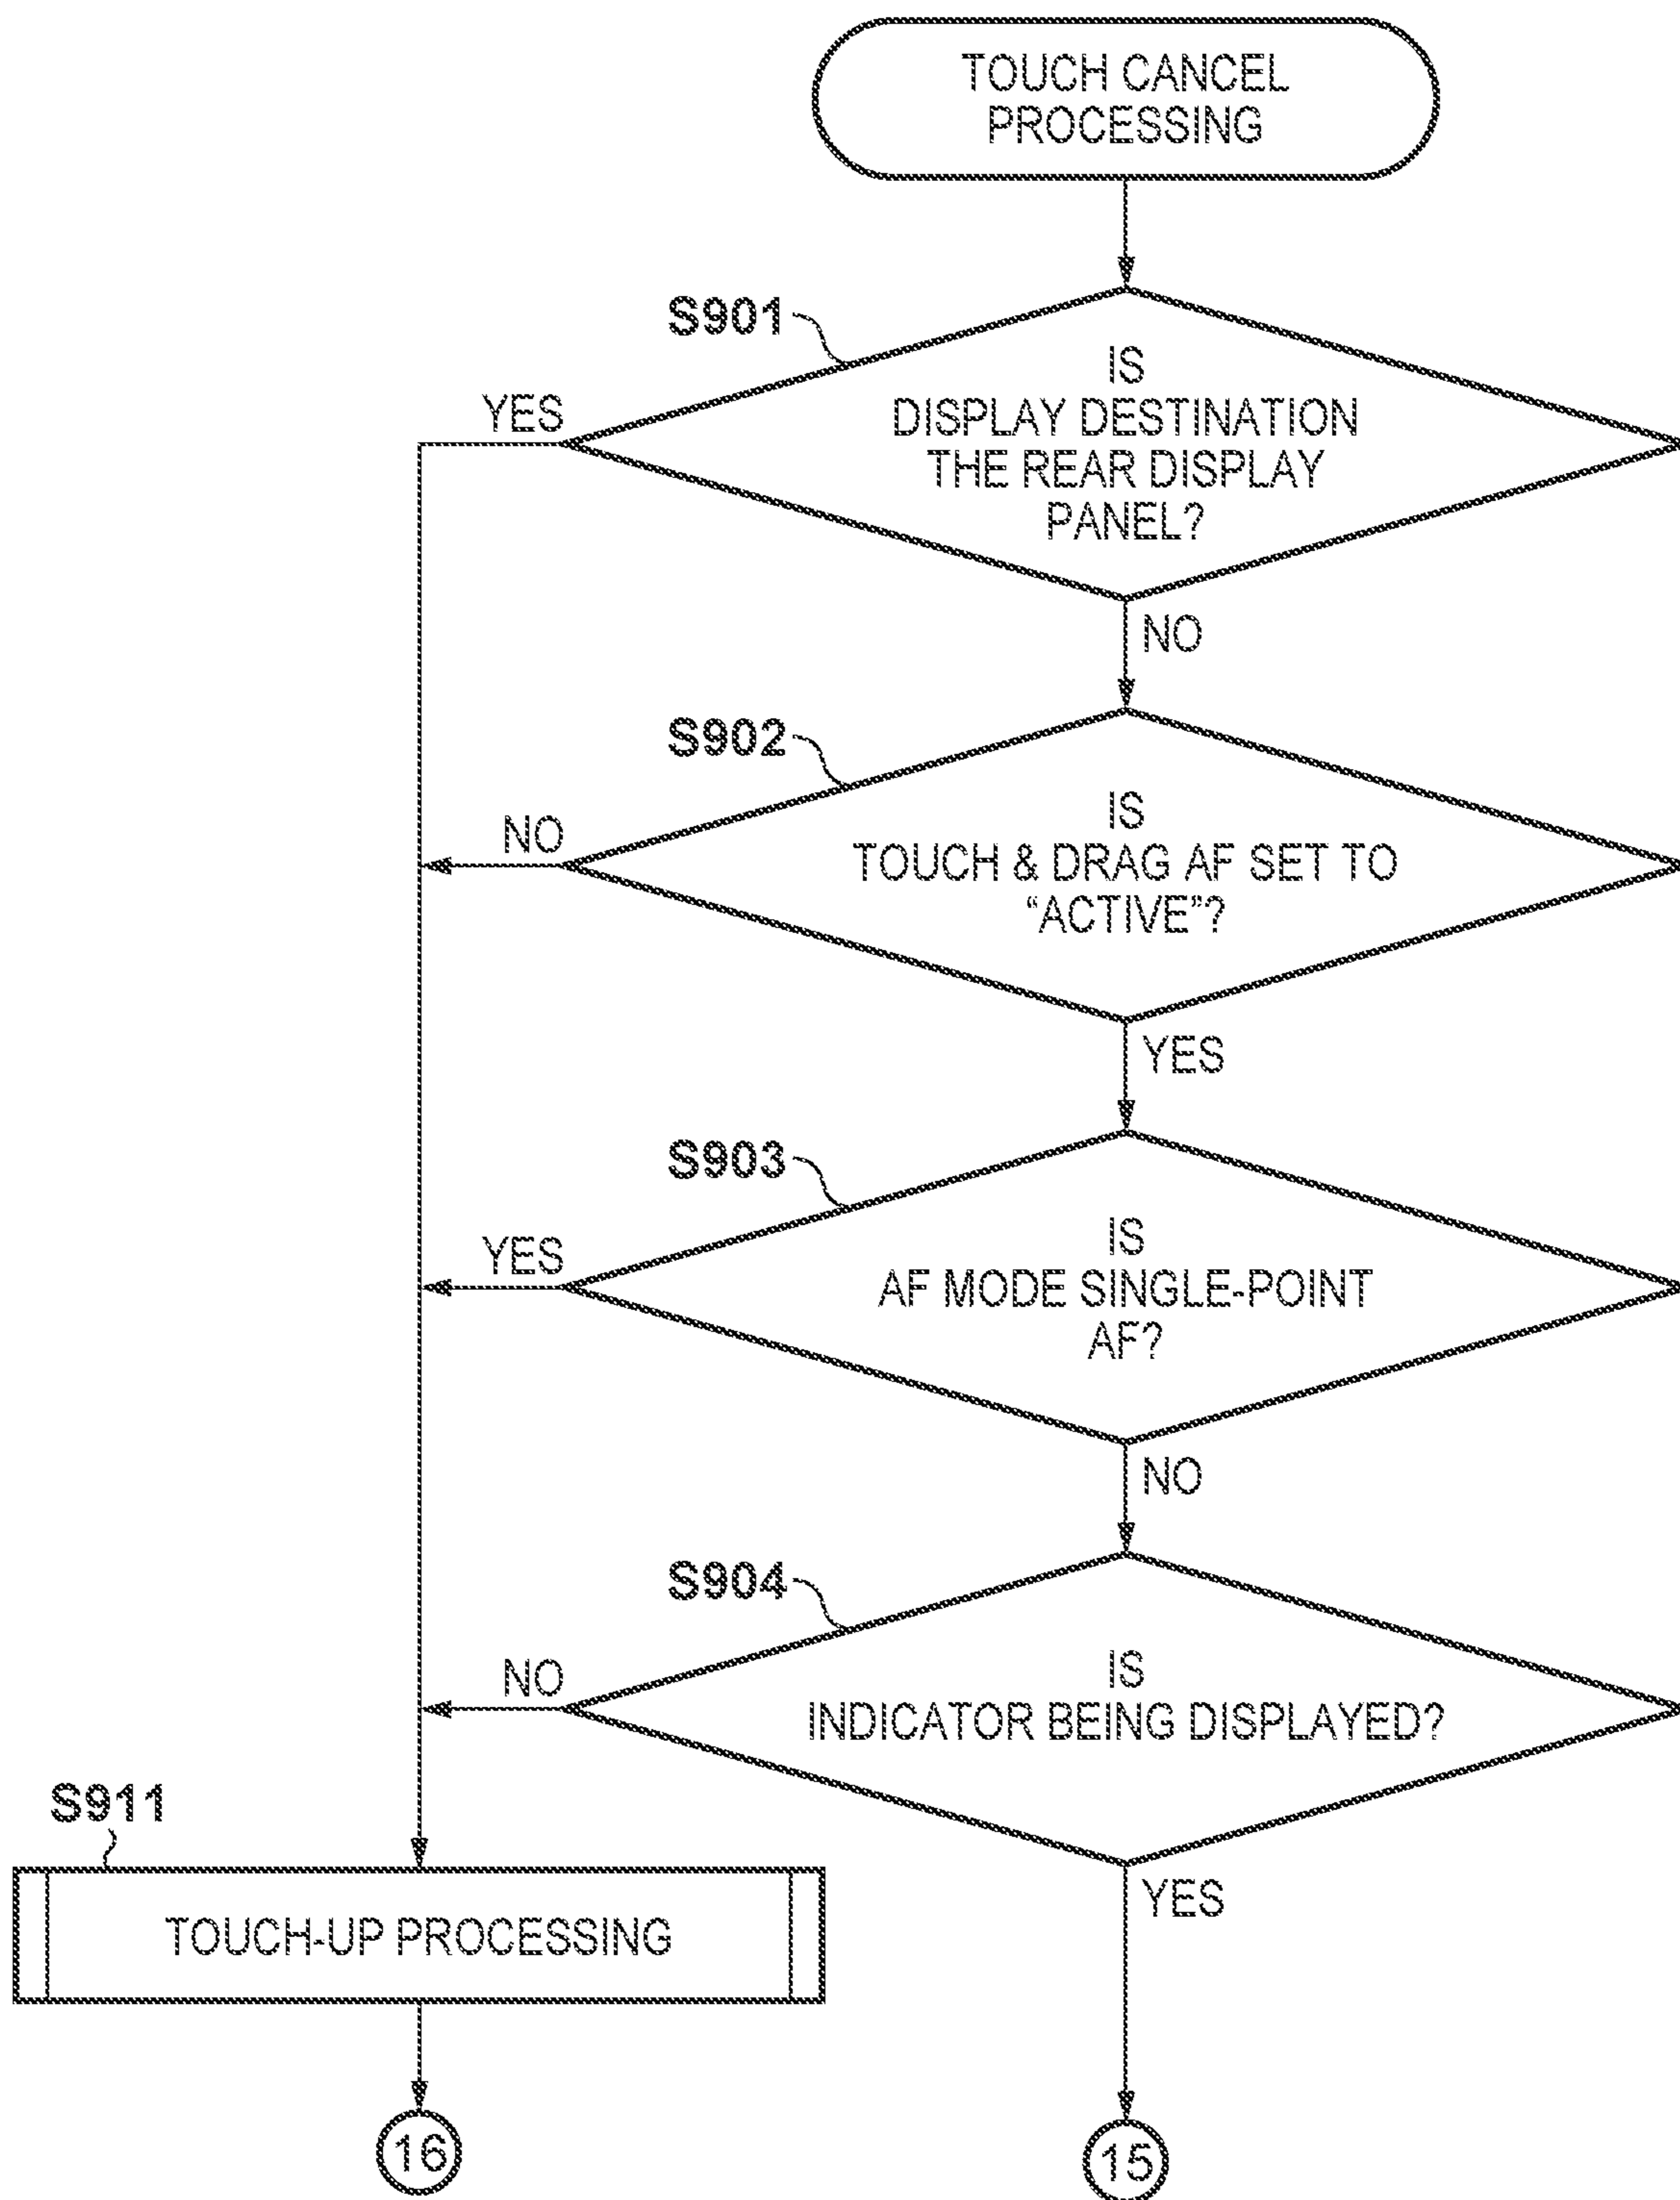 TOUCH CANCEL
PROCESSING
S901
IS
DISPLAY DESTINATION
THE REAR DISPLAY
PANEL?
YES
NO
S902
IS
TOUCH & DRAG AF SET TO
“ACTIVE”?
NO
YES
S903
IS
AF MODE SINGLE-POINT
AF?
YES
NO
S904
IS
INDICATOR BEING DISPLAYED?
NO
YES
S911
TOUCH-UP PROCESSING
16
15